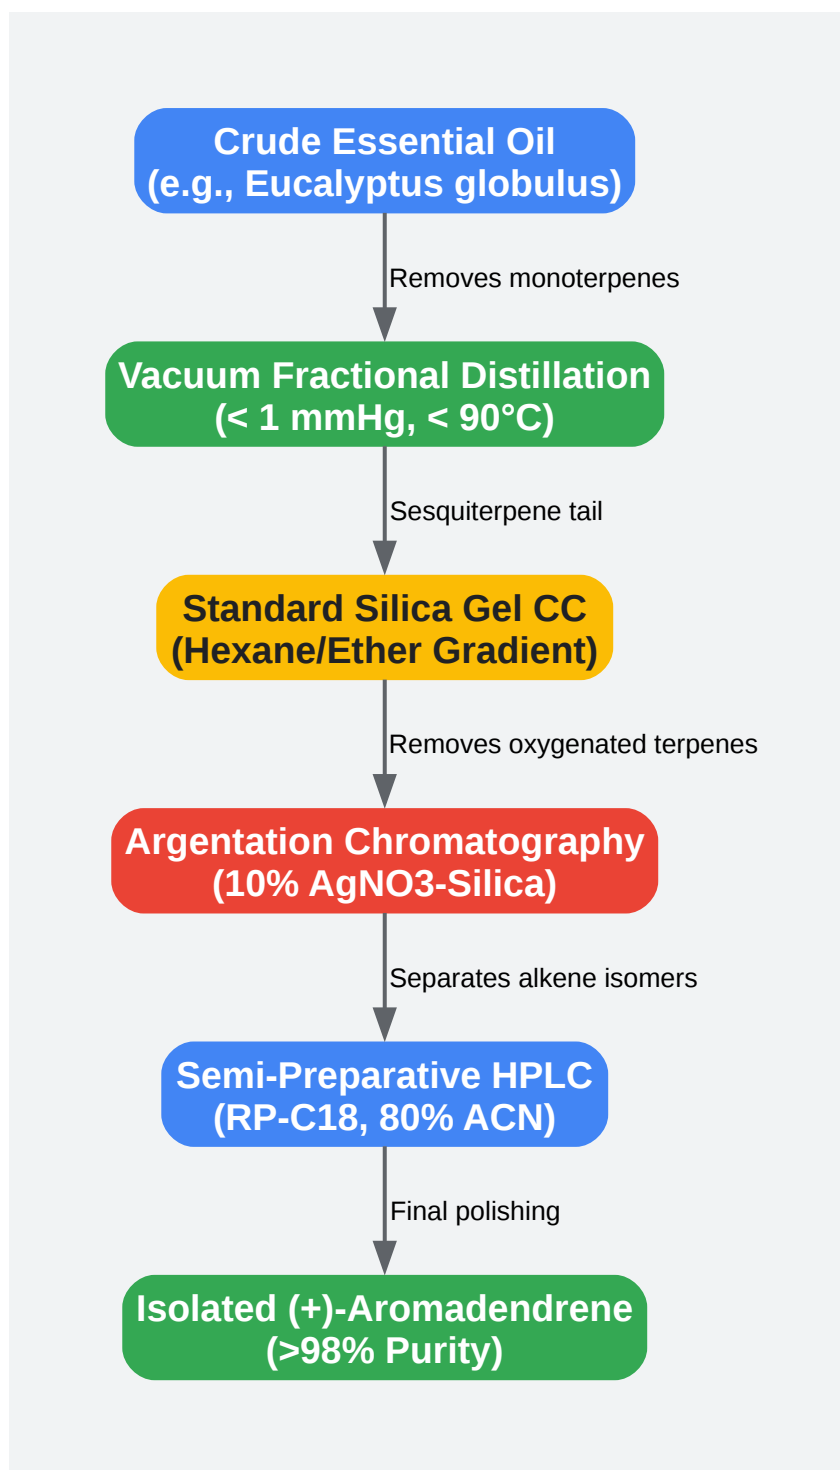 Crude Essential Oil
(e.g., Eucalyptus globulus)
Removes monoterpenes
Vacuum Fractional Distillation
(< 1 mmHg, < 90°C)
Sesquiterpene tail
Standard Silica Gel CC
(Hexane/Ether Gradient)
Removes oxygenated terpenes
Argentation Chromatography
(10% AgNO3-Silica)
Separates alkene isomers
Semi-Preparative HPLC
(RP-C18, 80% ACN)
Final polishing
Isolated (+)-Aromadendrene
(>98% Purity)